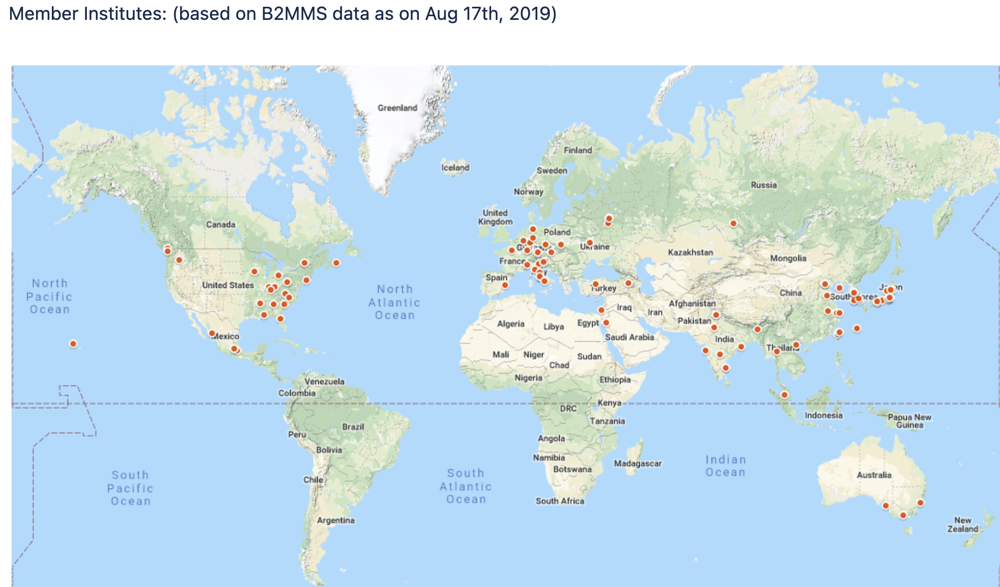 Member Institutes: (based on B2MMS data as on Aug 17th, 2019)
Greenland
Finland
Iceland
Sweden
Russia
Norway
United
Kingdom
Canada
Poland
Ukraine
Kazakhstan
Mongolia
France
Spain
United States
North
Pacific
Ocean
North
Atlantic
Ocean
Turkey
China
Japan
South
Afghanistan
Iraq
Iran
Pakistan
Algeria
Libya
Egypt
Saudi Arabia
Mexico
India
Thailand
Mali
Niger
Sudan
Chad
Nigeria
Ethiopia
Venezuela
Colombia
Kenya
DRC
Indonesia
Papua New
Guinea
Tanzania
Brazil
Peru
Angola
Bolivia
Namibia
Botswana
Madagascar
Indian
Ocean
South
Pacific
Ocean
South
Atlantic
Ocean
Chile
Australia
South Africa
Argentina
New
Zealand